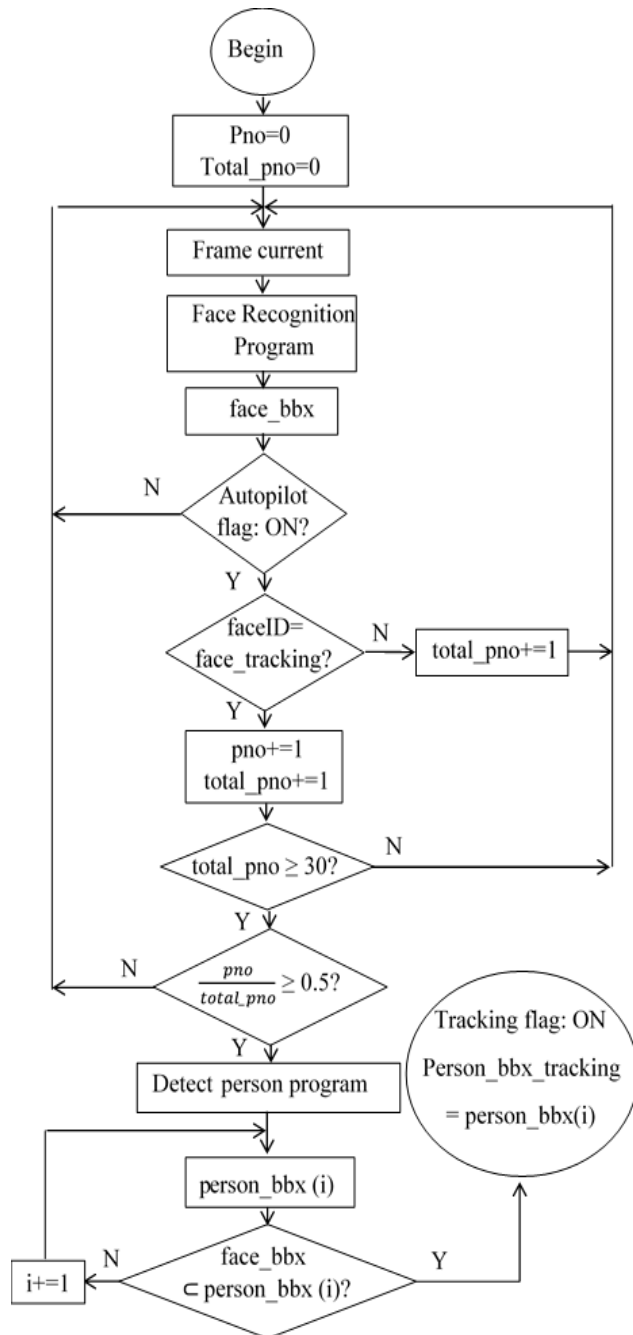 Begin
Pno=0
Total_pno=0
Frame current
Face Recognition
Program
face_bbx
N
Autopilot
flag: ON?
Y
faceID=
face_tracking?
N
total_pno+=1
Y
pno+=1
total_pno+=1
total_pno ≥ 30?
N
Y
N
pno/total_pno ≥ 0.5?
Y
Tracking flag: ON
Person_bbx_tracking
= person_bbx(i)
Detect person program
person_bbx (i)
N
i+=1
face_bbx
⊂ person_bbx (i)?
Y